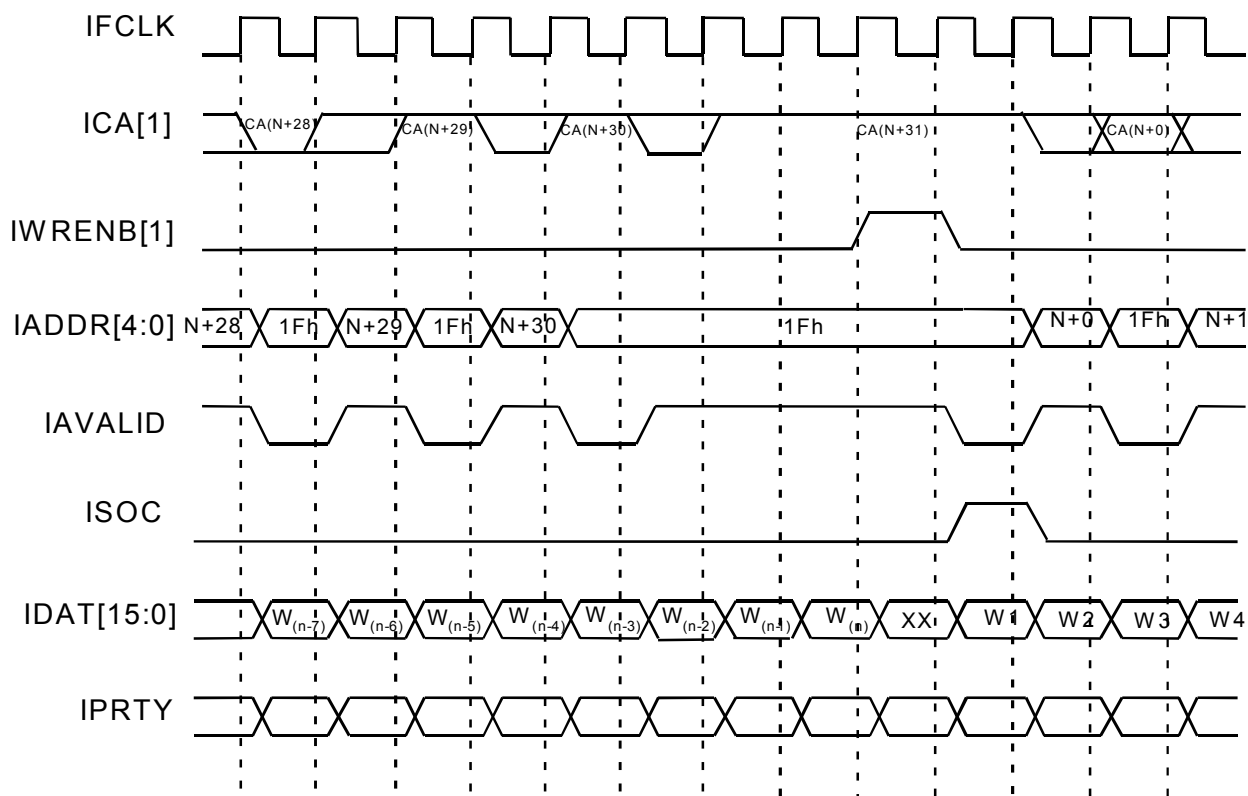 IFCLK
ICA[1] CA(N+28) CA(N+29) CA(N+30) CA(N+31) CA(N+0)
IWRENB[1]
IADDR[4:0] N+28 1Fh N+29 1Fh N+30 1Fh N+0 1Fh N+1
IAVALID
ISOC
IDAT[15:0] W(n-7) W(n-6) W(n-5) W(n-4) W(n-3) W(n-2) W(n-1) W(n) XX W1 W2 W3 W4
IPRTY